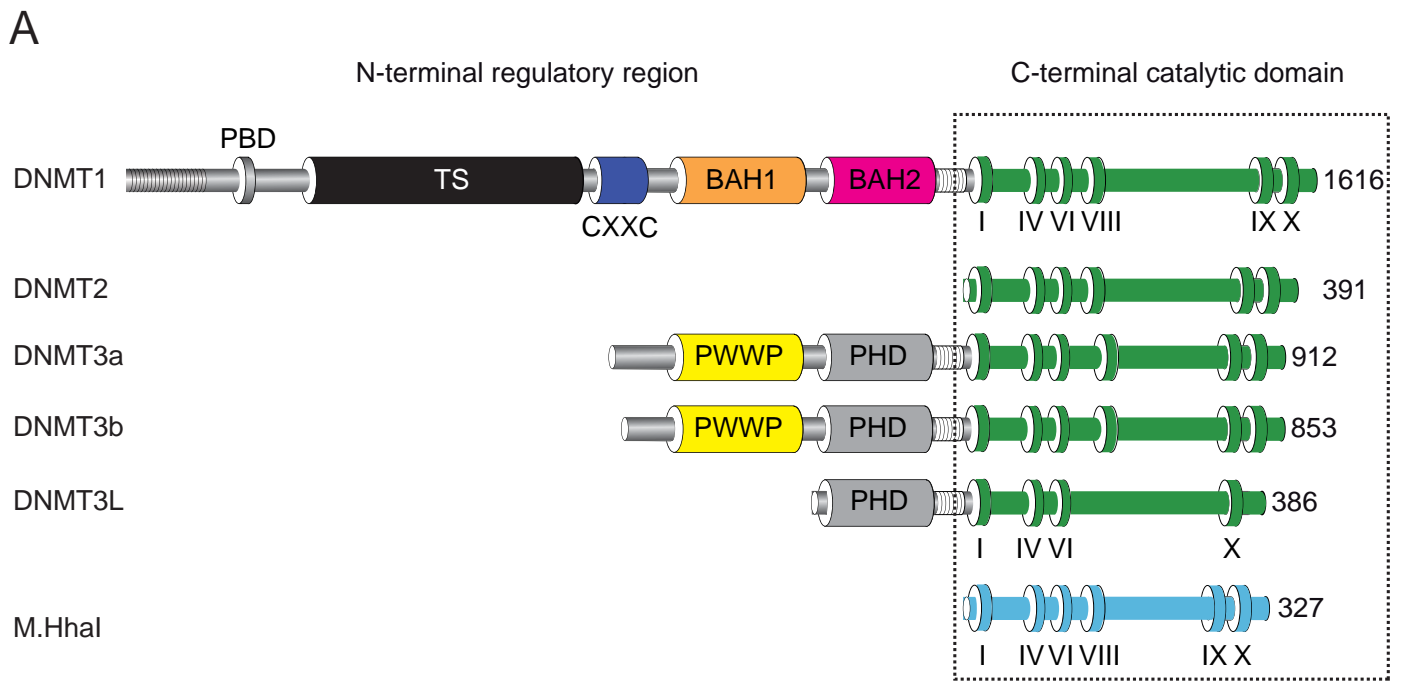 A
N-terminal regulatory region C-terminal catalytic domain
PBD
DNMT1 TS BAH1 BAH2 1616
CXXC I IV VI VIII IX X
DNMT2 391
DNMT3a PWWP PHD 912
DNMT3b PWWP PHD 853
DNMT3L PHD 386
I IV VI X
M.HhaI 327
I IV VI VIII IX X